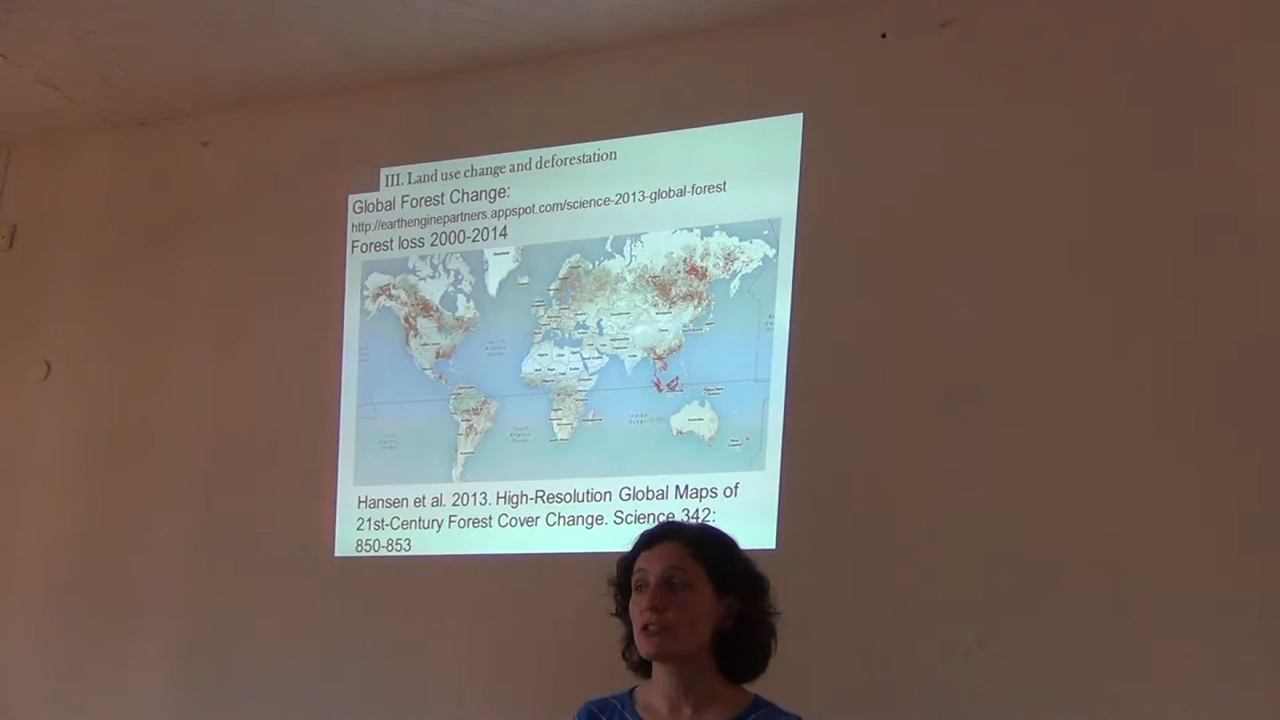 III. Land use change and deforestation
Global Forest Change:
http://earthenginepartners.appspot.com/science-2013-global-forest
Forest loss 2000-2014
Hansen et al. 2013. High-Resolution Global Maps of
21st-Century Forest Cover Change. Science 342:
850-853